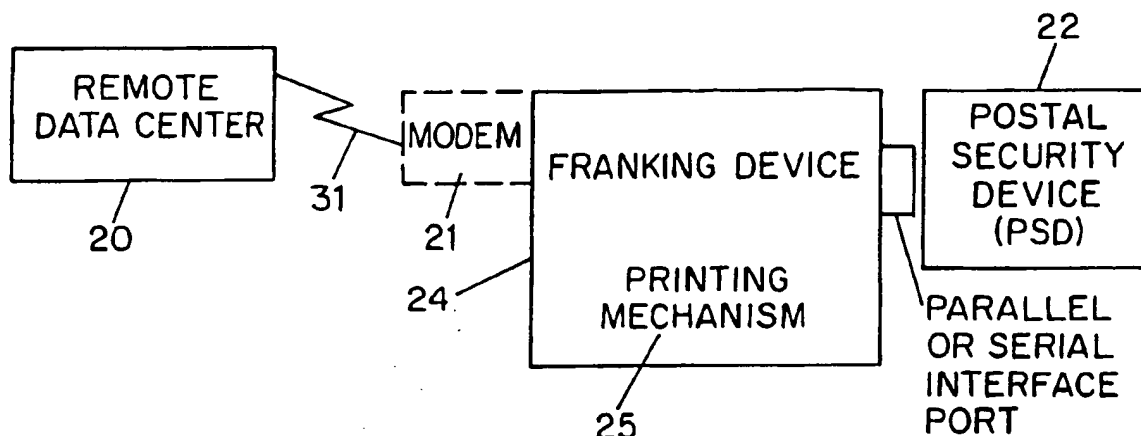 REMOTE
DATA CENTER
20
31
MODEM
21
FRANKING DEVICE
24
PRINTING
MECHANISM
25
22
POSTAL
SECURITY
DEVICE
(PSD)
PARALLEL
OR SERIAL
INTERFACE
PORT